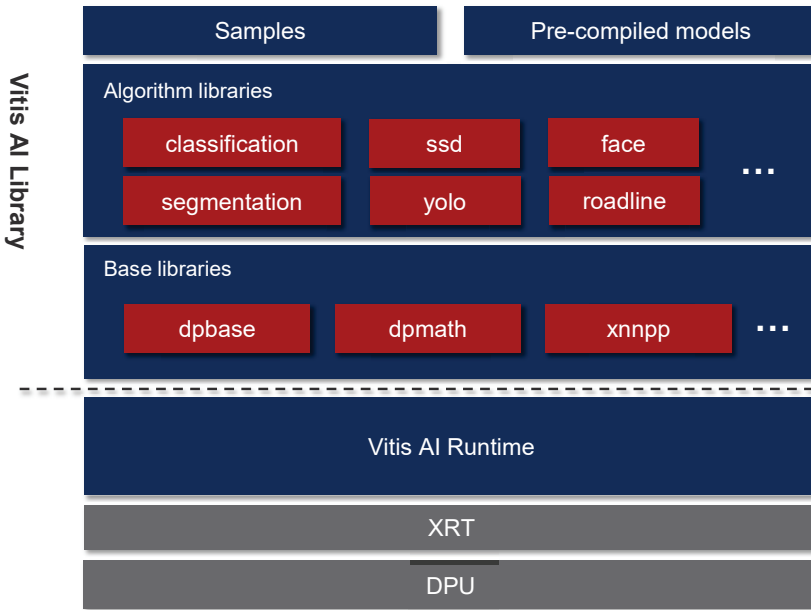 Vitis AI Library
Samples
Pre-compiled models
Algorithm libraries
classification
ssd
face
...
segmentation
yolo
roadline
Base libraries
dpbase
dpmath
xnnpp
...
Vitis AI Runtime
XRT
DPU